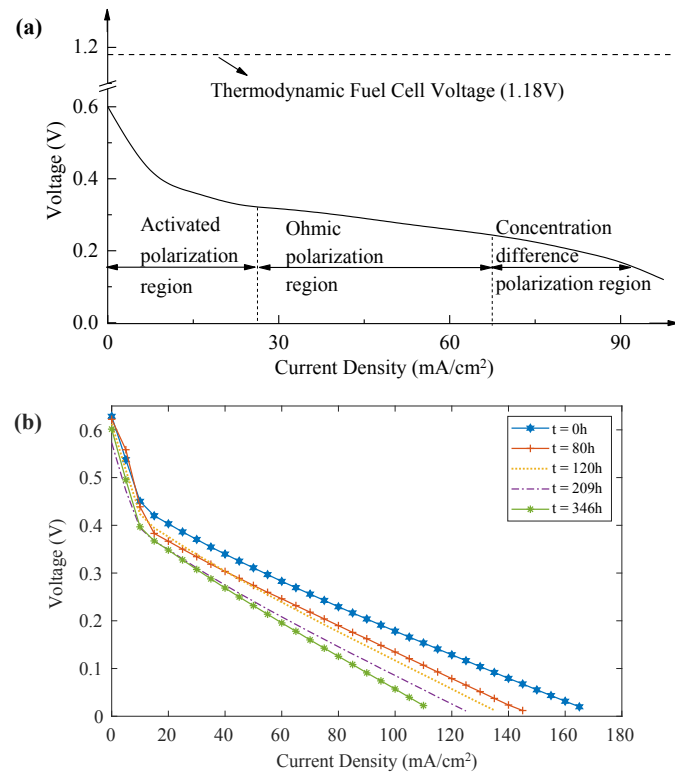 (a)
1.2
Thermodynamic Fuel Cell Voltage (1.18V)
0.6
Voltage (V)
0.4
Activated
polarization
region
Ohmic
polarization
region
Concentration
difference
polarization region
0.2
0.0
0
30
60
90
Current Density (mA/cm²)
(b)
0.6
0.5
0.4
0.3
0.2
0.1
0
Voltage (V)
t = 0h
t = 80h
t = 120h
t = 209h
t = 346h
0 20 40 60 80 100 120 140 160 180
Current Density (mA/cm²)